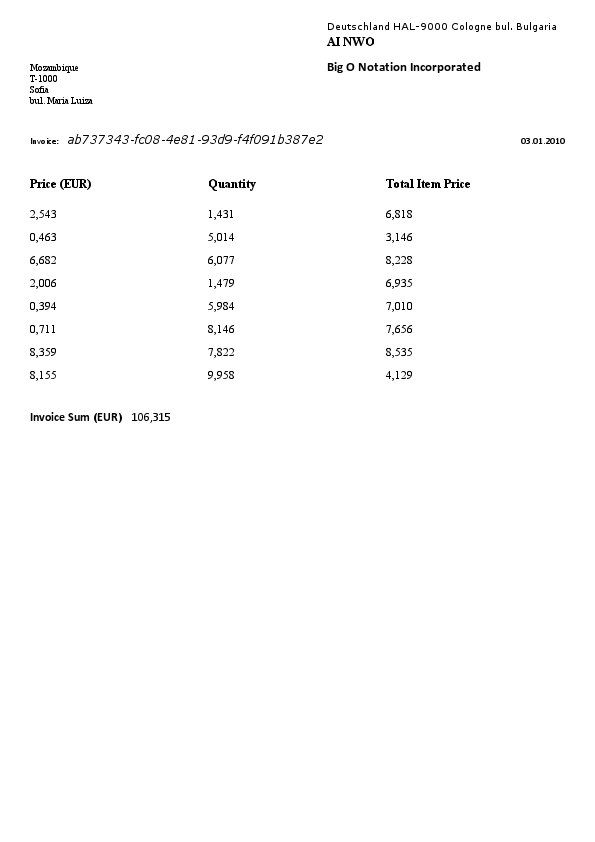 Deutschland HAL-9000 Cologne bul. Bulgaria
AI NWO
Big O Notation Incorporated
Mozambique
T-1000
Sofia
bul. Maria Luiza
Invoice: ab737343-fc08-4e81-93d9-f4f091b387e2 03.01.2010
Price (EUR) Quantity Total Item Price
2,543 1,431 6,818
0,463 5,014 3,146
6,682 6,077 8,228
2,006 1,479 6,935
0,394 5,984 7,010
0,711 8,146 7,656
8,359 7,822 8,535
8,155 9,958 4,129
Invoice Sum (EUR) 106,315